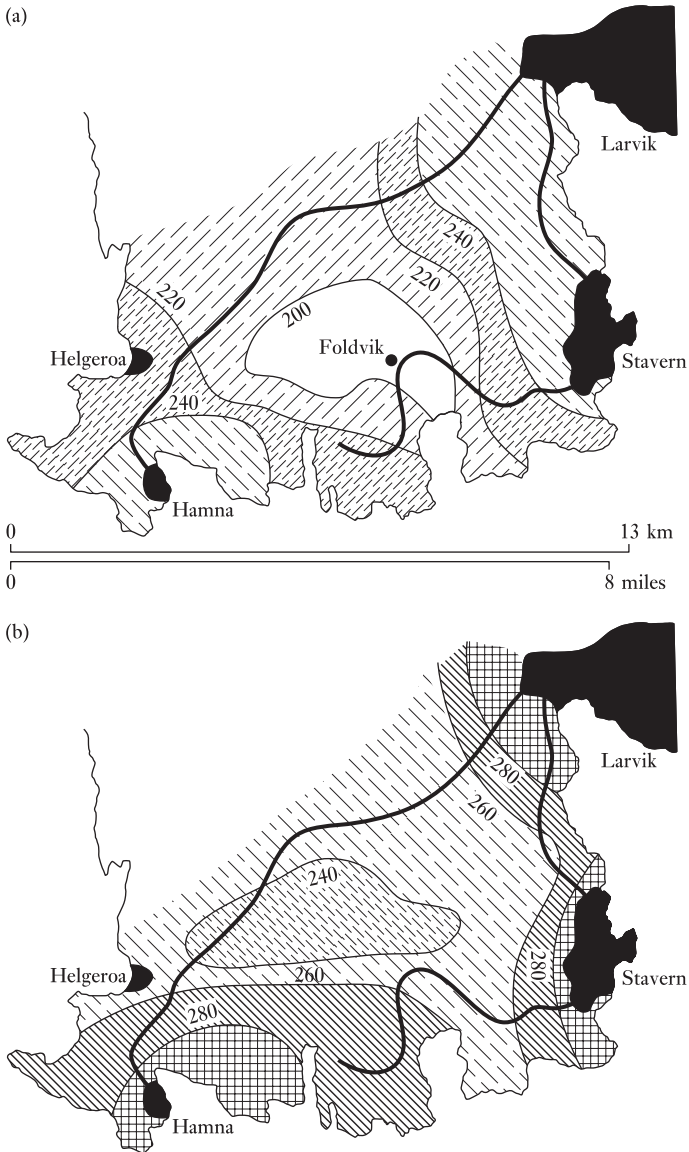 (a)
Larvik
240
220
220
200
Foldvik
Helgeroa
Stavern
240
Hamna
0 13 km
0 8 miles
(b)
Larvik
280
260
240
Helgeroa
260
280
Stavern
280
Hamna